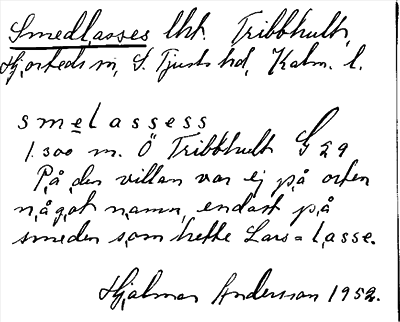 Smedlasses lht. Tribbhult,
Hjorteds sn, S. Tjusts hd, Kalm. l.
smelassess
1.300 m. Ö Tribbhult G 29
På den villan var ej på orten
något namn, endast på
smeden som hette Lars = Lasse.
Hjalmar Andersson 1952.